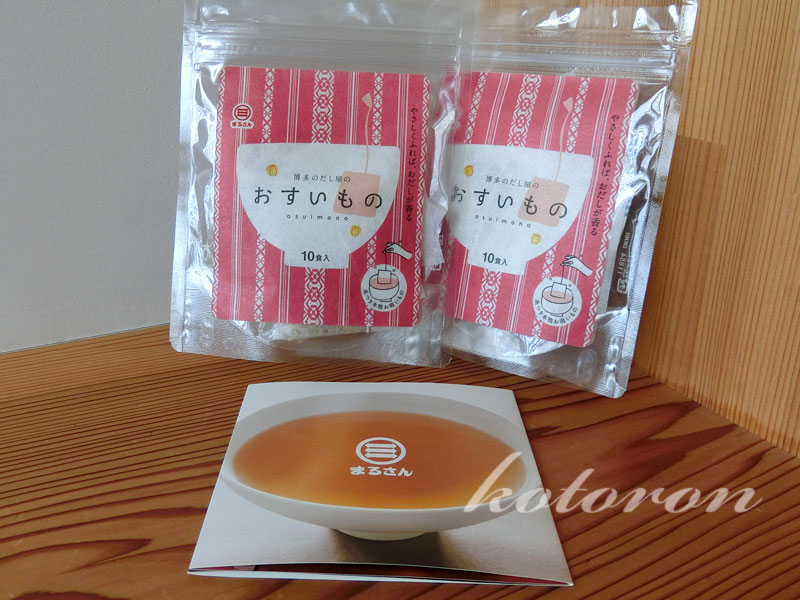 まるさん
博多のだし屋の
おすいもの
osuimono
10食入
やさしくふれば、おだしが香る
博多のだし屋の
おすいもの
osuimono
10食入
やさしくふれば、おだしが香る
まるさん
kotoron